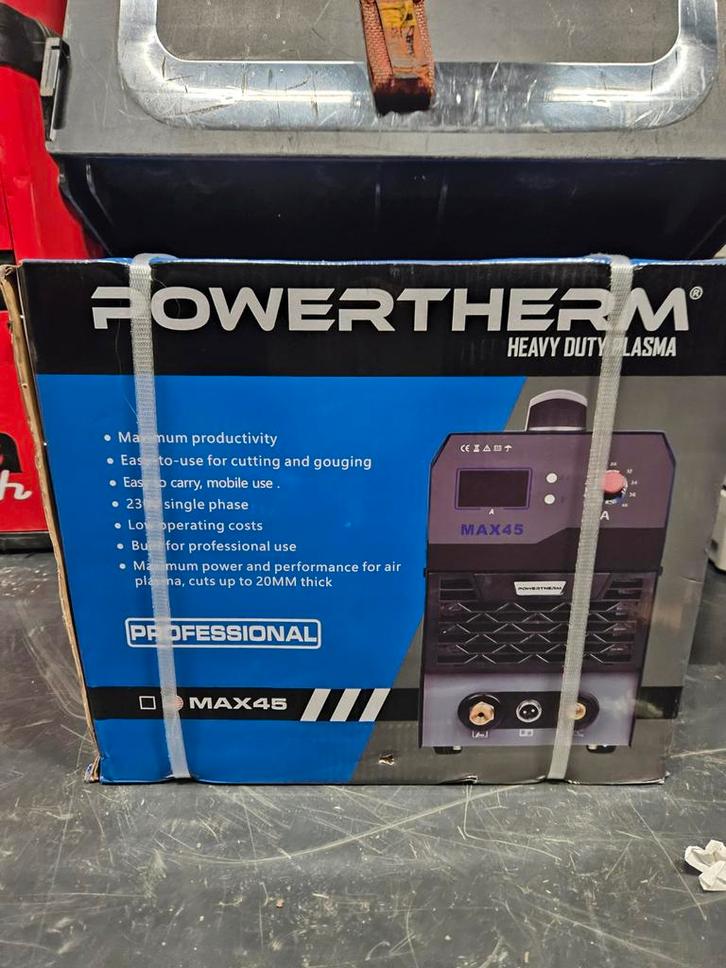 POWERTHERM®
HEAVY DUTY PLASMA
• Maximum productivity
• Easy-to-use for cutting and gouging
• Easy to carry, mobile use .
• single phase
• Low operating costs
• Built for professional use
• Maximum power and performance for air
plasma, cuts up to 20MM thick
PROFESSIONAL
MAX45
CE
A
MAX45
A
POWERTHERM
h